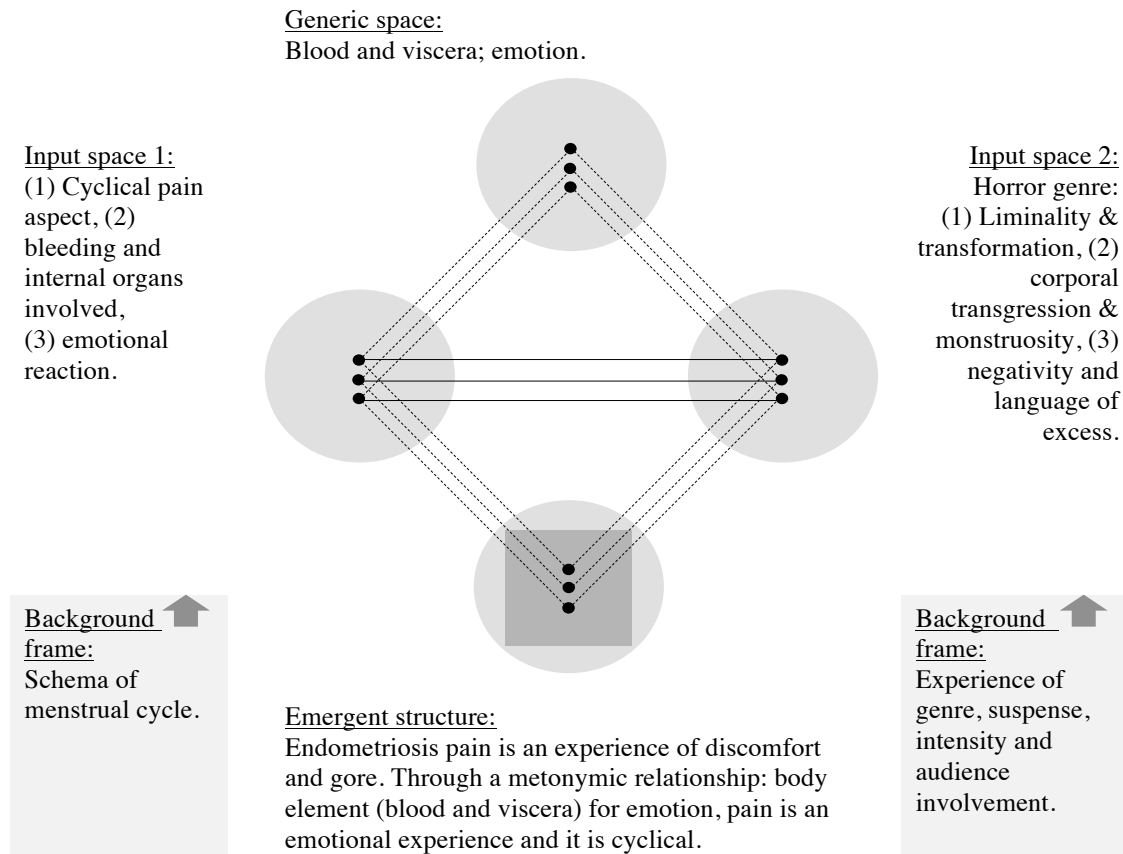 Generic space:
Blood and viscera; emotion.
Input space 1:
(1) Cyclical pain
aspect, (2)
bleeding and
internal organs
involved,
(3) emotional
reaction.
Input space 2:
Horror genre:
(1) Liminality &
transformation, (2)
corporal
transgression &
monstruosity, (3)
negativity and
language of
excess.
Background
frame:
Schema of
menstrual cycle.
Emergent structure:
Endometriosis pain is an experience of discomfort
and gore. Through a metonymic relationship: body
element (blood and viscera) for emotion, pain is an
emotional experience and it is cyclical.
Background
frame:
Experience of
genre, suspense,
intensity and
audience
involvement.